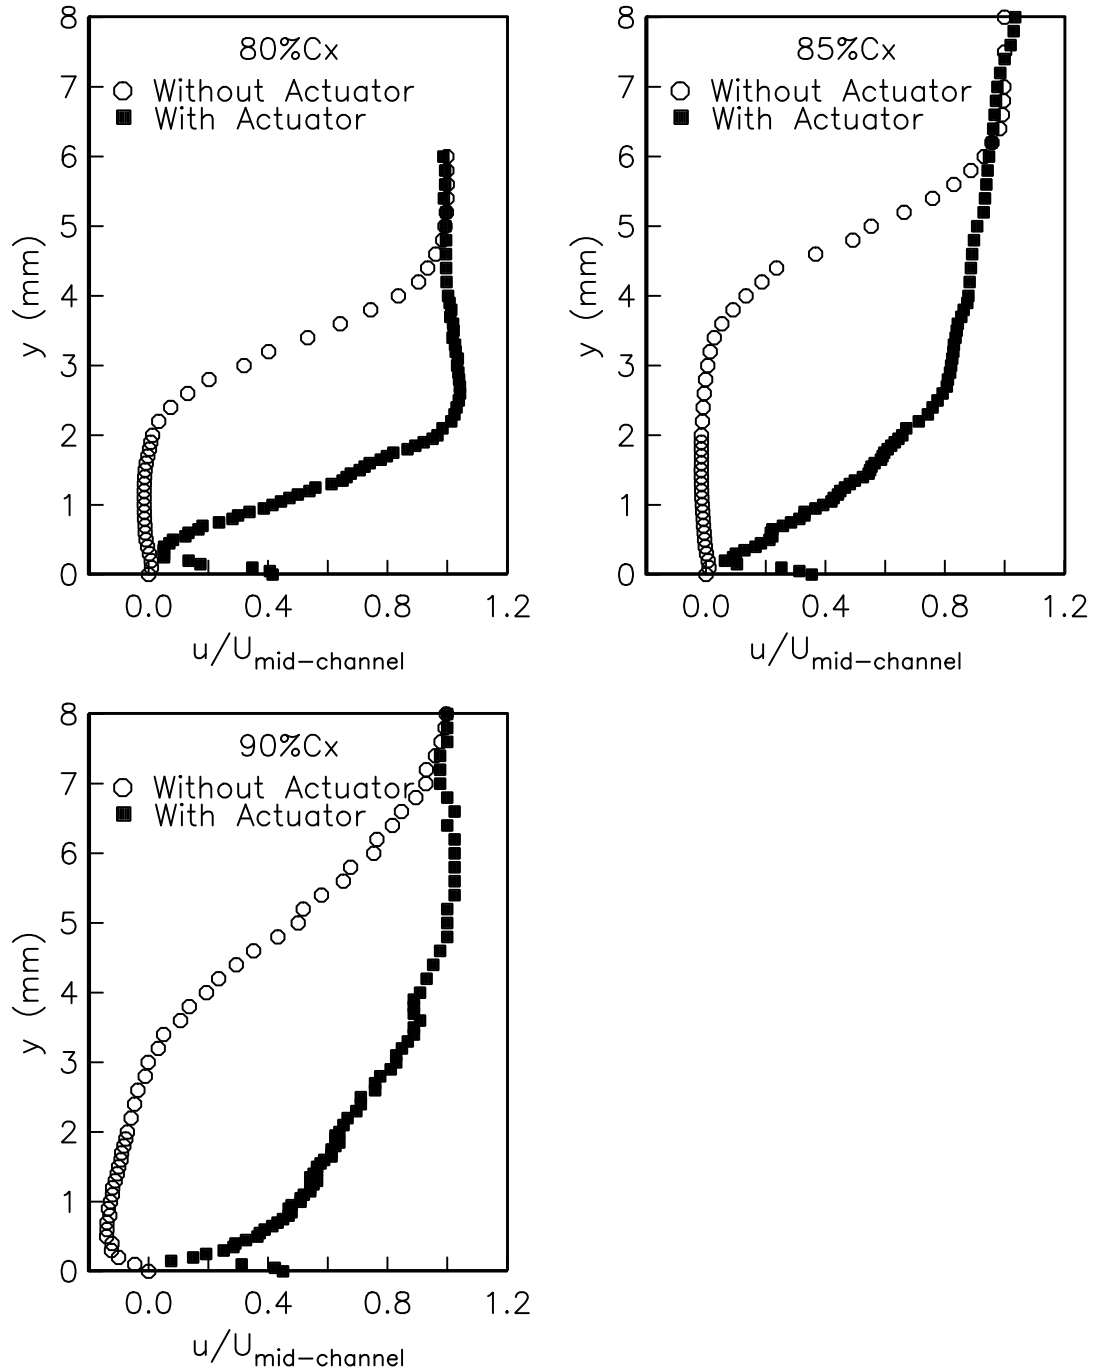 80%Cx
Without Actuator
With Actuator
8
7
6
5
4
3
2
1
0
y (mm)
0.0 0.4 0.8 1.2
u/Umid-channel
85%Cx
Without Actuator
With Actuator
8
7
6
5
4
3
2
1
0
y (mm)
0.0 0.4 0.8 1.2
u/Umid-channel
90%Cx
Without Actuator
With Actuator
8
7
6
5
4
3
2
1
0
y (mm)
0.0 0.4 0.8 1.2
u/Umid-channel